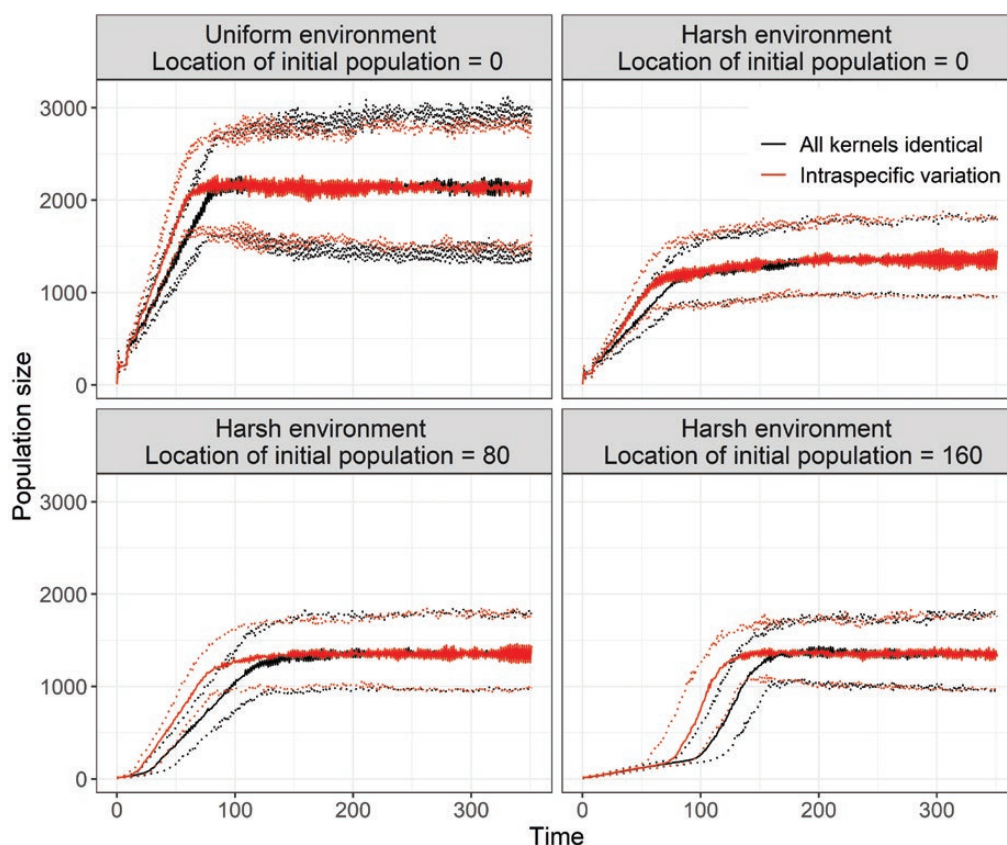 Uniform environment
Location of initial population = 0
Harsh environment
Location of initial population = 0
All kernels identical
Intraspecific variation
3000
2000
1000
0
Harsh environment
Location of initial population = 80
Harsh environment
Location of initial population = 160
3000
2000
1000
0
Population size
0 100 200 300 0 100 200 300
Time